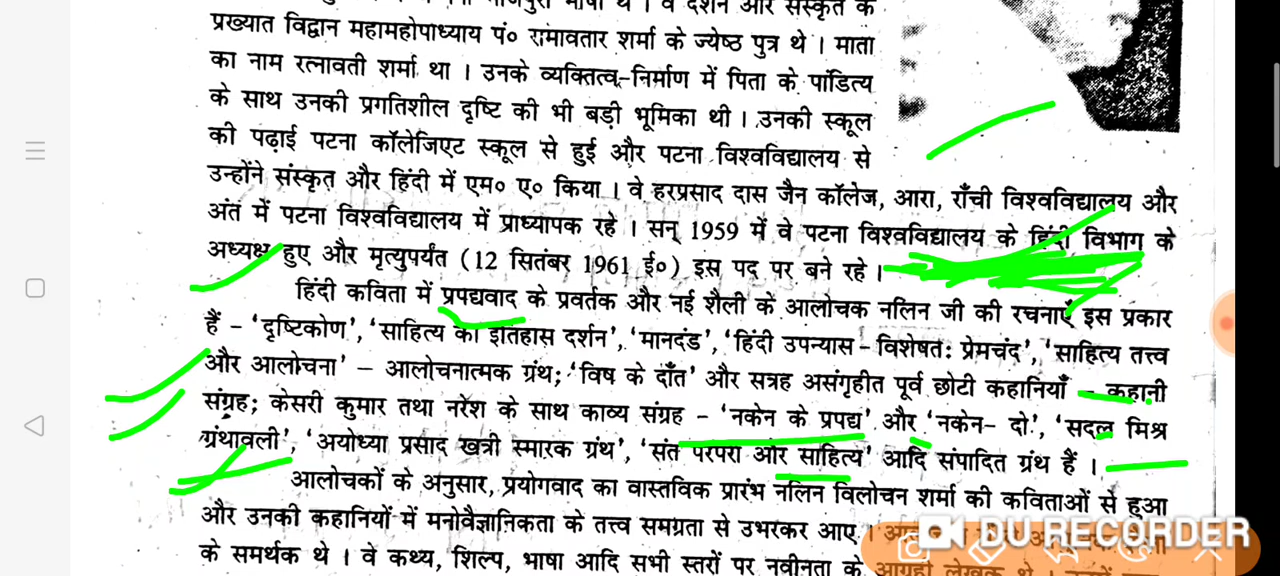 भाषा थे । वे दर्शन और संस्कृत के
प्रख्यात विद्वान महामहोपाध्याय पं० रामावतार शर्मा के ज्येष्ठ पुत्र थे । माता
का नाम रत्नावती शर्मा था । उनके व्यक्तित्व-निर्माण में पिता के पांडित्य
के साथ उनकी प्रगतिशील दृष्टि की भी बड़ी भूमिका थी । उनकी स्कूल
की पढ़ाई पटना कॉलेजिएट स्कूल से हुई और पटना विश्वविद्यालय से
उन्होंने संस्कृत और हिंदी में एम० ए० किया । वे हरप्रसाद दास जैन कॉलेज, आरा, राँची विश्वविद्यालय और
अंत में पटना विश्वविद्यालय में प्राध्यापक रहे । सन् 1959 में वे पटना विश्वविद्यालय के हिंदी विभाग के
अध्यक्ष हुए और मृत्युपर्यंत (12 सितंबर 1961 ई०) इस पद पर बने रहे ।
हिंदी कविता में प्रपद्यवाद के प्रवर्तक और नई शैली के आलोचक नलिन जी की रचनाएँ इस प्रकार
हैं – 'दृष्टिकोण', 'साहित्य का इतिहास दर्शन', 'मानदंड', 'हिंदी उपन्यास – विशेषतः प्रेमचंद', 'साहित्य तत्त्व
और आलोचना' – आलोचनात्मक ग्रंथ; 'विष के दाँत' और सत्रह असंगृहीत पूर्व छोटी कहानियाँ – कहानी
संग्रह; केसरी कुमार तथा नरेश के साथ काव्य संग्रह – 'नकेन के प्रपद्य' और 'नकेन– दो', 'सदल मिश्र
ग्रंथावली', 'अयोध्या प्रसाद खत्री स्मारक ग्रंथ', 'संत परंपरा और साहित्य' आदि संपादित ग्रंथ हैं ।
आलोचकों के अनुसार, प्रयोगवाद का वास्तविक प्रारंभ नलिन विलोचन शर्मा की कविताओं से हुआ
और उनकी कहानियों में मनोवैज्ञानिकता के तत्त्व समग्रता से उभरकर आए ।
के समर्थक थे । वे कथ्य, शिल्प, भाषा आदि सभी स्तरों पर नवीनता के आग्रही लेखक थे ।
DU RECORDER